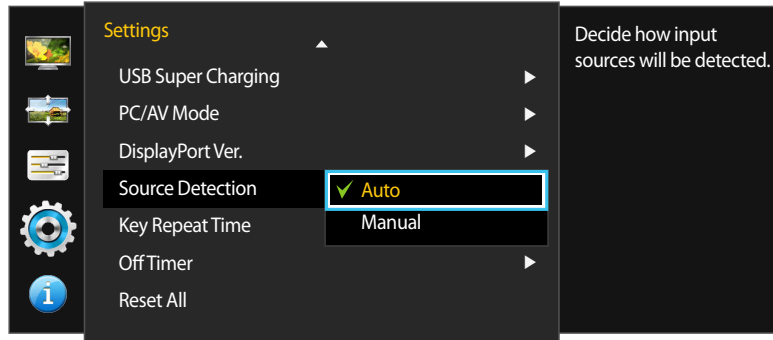 Settings
USB Super Charging
PC/AV Mode
DisplayPort Ver.
Source Detection
Auto
Key Repeat Time
Manual
Off Timer
Reset All
Decide how input
sources will be detected.
i